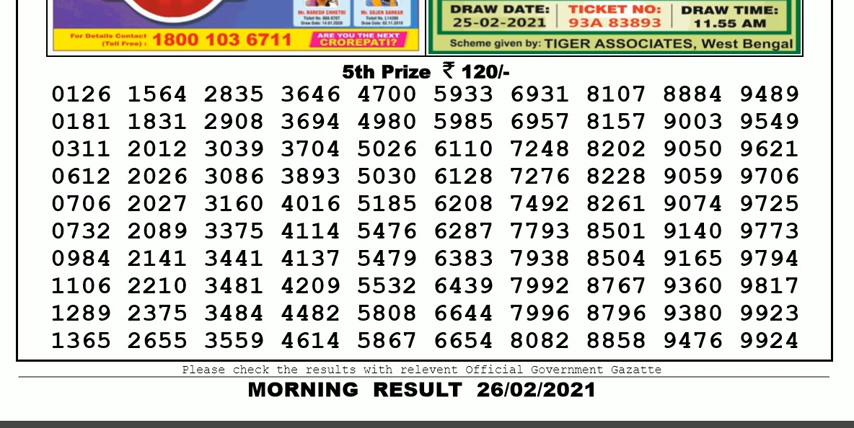 Mr. NARESH CHHETRI
Mr. SAJEN SARKAR
For Details Contact
(Toll Free) : 1800 103 6711
ARE YOU THE NEXT
CROREPATI?
DRAW DATE:
25-02-2021
TICKET NO:
93A 83893
DRAW TIME:
11.55 AM
Scheme given by: TIGER ASSOCIATES, West Bengal
5th Prize ₹ 120/-
0126 1564 2835 3646 4700 5933 6931 8107 8884 9489
0181 1831 2908 3694 4980 5985 6957 8157 9003 9549
0311 2012 3039 3704 5026 6110 7248 8202 9050 9621
0612 2026 3086 3893 5030 6128 7276 8228 9059 9706
0706 2027 3160 4016 5185 6208 7492 8261 9074 9725
0732 2089 3375 4114 5476 6287 7793 8501 9140 9773
0984 2141 3441 4137 5479 6383 7938 8504 9165 9794
1106 2210 3481 4209 5532 6439 7992 8767 9360 9817
1289 2375 3484 4482 5808 6644 7996 8796 9380 9923
1365 2655 3559 4614 5867 6654 8082 8858 9476 9924
Please check the results with relevent Official Government Gazatte
MORNING RESULT 26/02/2021